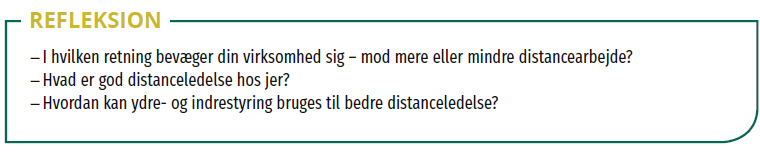 REFLEKSION
– I hvilken retning bevæger din virksomhed sig – mod mere eller mindre distancearbejde?
– Hvad er god distanceledelse hos jer?
– Hvordan kan ydre- og indrestyring bruges til bedre distanceledelse?